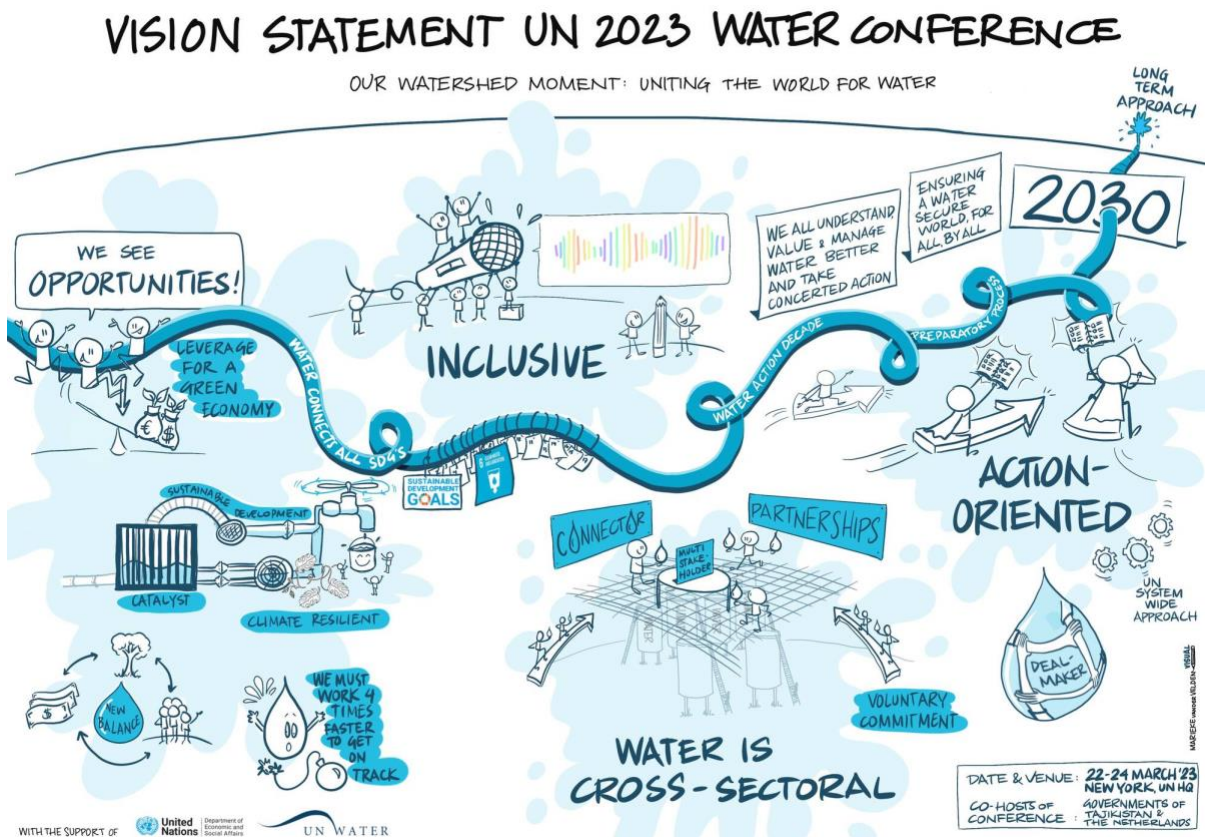 VISION STATEMENT UN 2023 WATER CONFERENCE
OUR WATERSHED MOMENT: UNITING THE WORLD FOR WATER
LONG
TERM
APPROACH
2030
ENSURING
A WATER
SECURE
WORLD, FOR
ALL, BY ALL
WE ALL UNDERSTAND
VALUE & MANAGE
WATER BETTER
AND TAKE
CONCERTED ACTION
WE SEE
OPPORTUNITIES!
LEVERAGE
FOR A
GREEN
ECONOMY
€ $
INCLUSIVE
WATER CONNECTS ALL SDG'S
WATER ACTION DECADE
PREPARATORY PROCESS
SUSTAINABLE
DEVELOPMENT
GOALS
6
ACTION-
ORIENTED
SUSTAINABLE
DEVELOPMENT
CATALYST
CLIMATE RESILIENT
CONNECTOR
PARTNERSHIPS
MULTI
STAKE-
HOLDER
UN
SYSTEM
WIDE
APPROACH
DEAL-
MAKER
VOLUNTARY
COMMITMENT
$
NEW
BALANCE
WE MUST
WORK 4
TIMES
FASTER
TO GET
ON
TRACK
WATER IS
CROSS-SECTORAL
DATE & VENUE: 22-24 MARCH '23
NEW YORK, UN HQ
CO-HOSTS OF
CONFERENCE: GOVERNMENTS OF
TAJIKISTAN &
THE NETHERLANDS
WITH THE SUPPORT OF
United
Nations
Department of
Economic and
Social Affairs
UN WATER
VISUAL